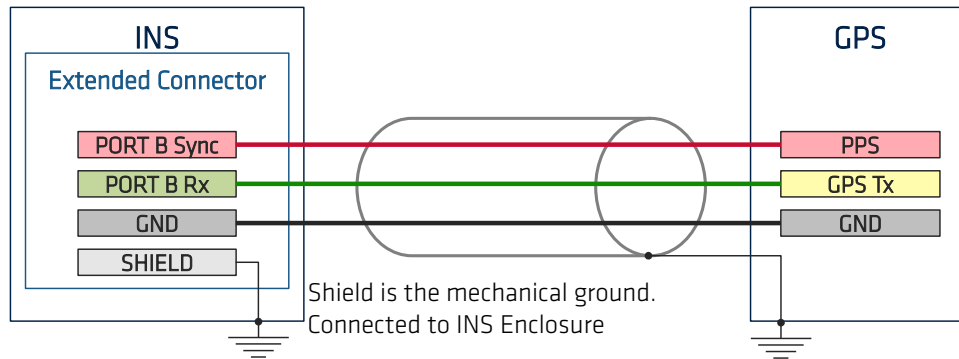 INS
GPS
Extended Connector
PORT B Sync
PPS
PORT B Rx
GPS Tx
GND
GND
SHIELD
Shield is the mechanical ground.
Connected to INS Enclosure